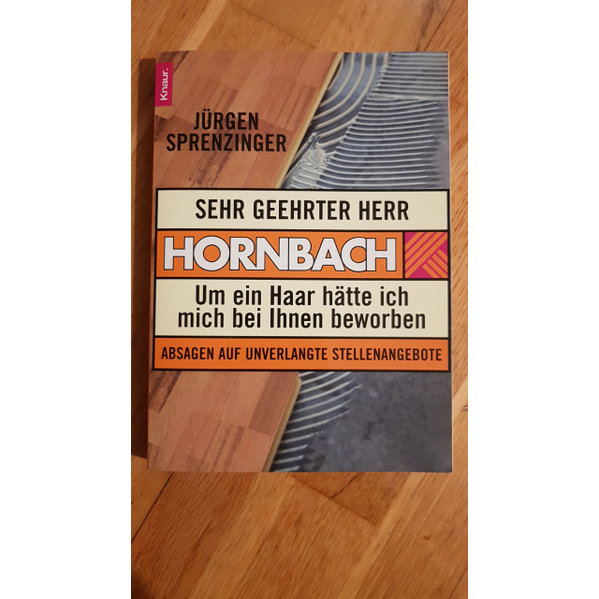 Knaur.
JÜRGEN
SPRENZINGER
SEHR GEEHRTER HERR
HORNBACH
Um ein Haar hätte ich
mich bei Ihnen beworben
ABSAGEN AUF UNVERLANGTE STELLENANGEBOTE